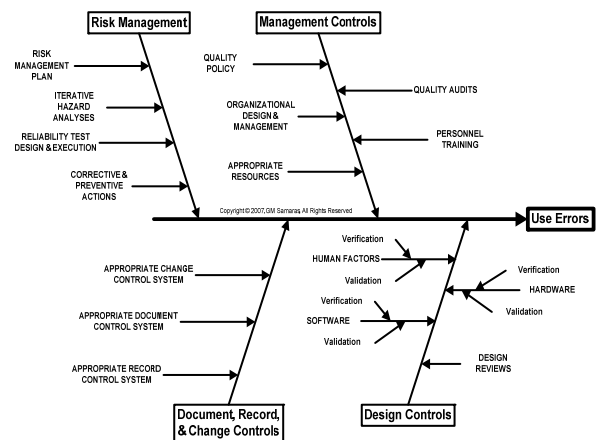 Risk Management
Management Controls
RISK
MANAGEMENT
PLAN
ITERATIVE
HAZARD
ANALYSES
RELIABILITY TEST
DESIGN & EXECUTION
CORRECTIVE &
PREVENTIVE
ACTIONS
QUALITY
POLICY
QUALITY AUDITS
ORGANIZATIONAL
DESIGN &
MANAGEMENT
PERSONNEL
TRAINING
APPROPRIATE
RESOURCES
Copyright © 2007, GM Samaras, All Rights Reserved
Use Errors
APPROPRIATE CHANGE
CONTROL SYSTEM
APPROPRIATE DOCUMENT
CONTROL SYSTEM
APPROPRIATE RECORD
CONTROL SYSTEM
Verification
HUMAN FACTORS
Validation
Verification
HARDWARE
Validation
Verification
SOFTWARE
Validation
DESIGN
REVIEWS
Document, Record,
& Change Controls
Design Controls